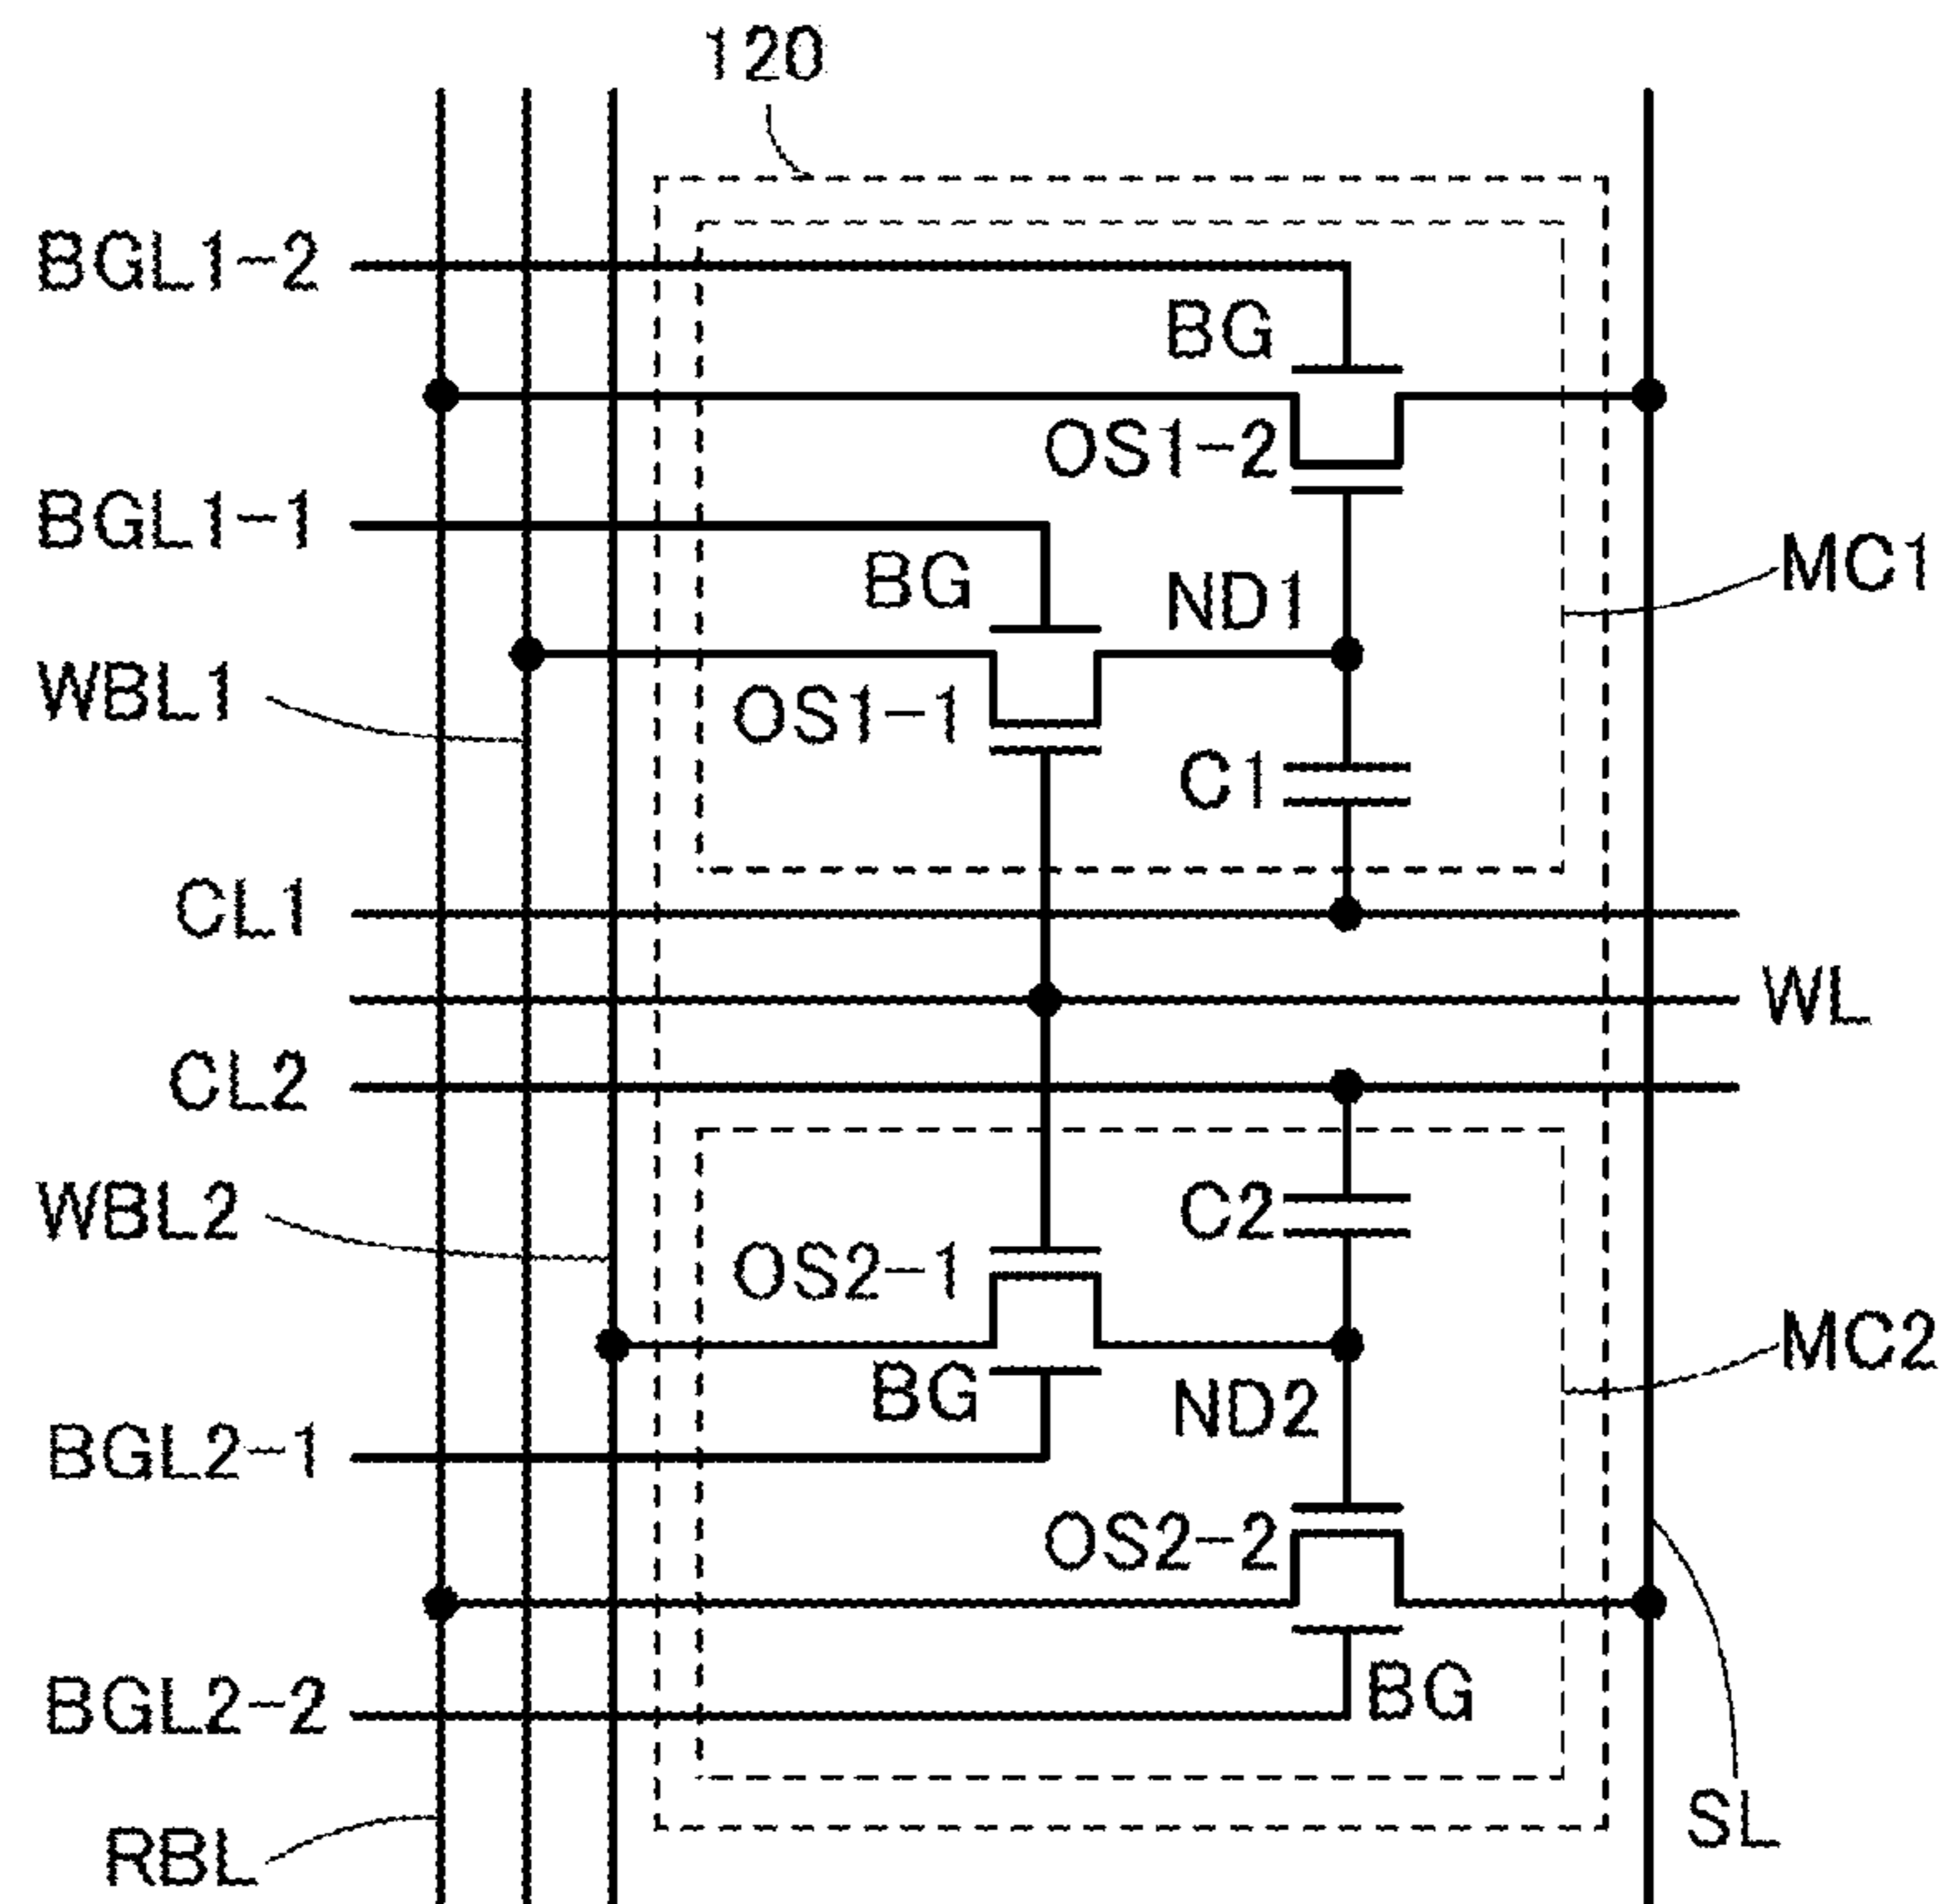 120
BGL1-2
BG
OS1-2
BGL1-1
BG
ND1
MC1
WBL1
OS1-1
C1
CL1
WL
CL2
WBL2
C2
OS2-1
MC2
BG
ND2
BGL2-1
OS2-2
BGL2-2
BG
SL
RBL